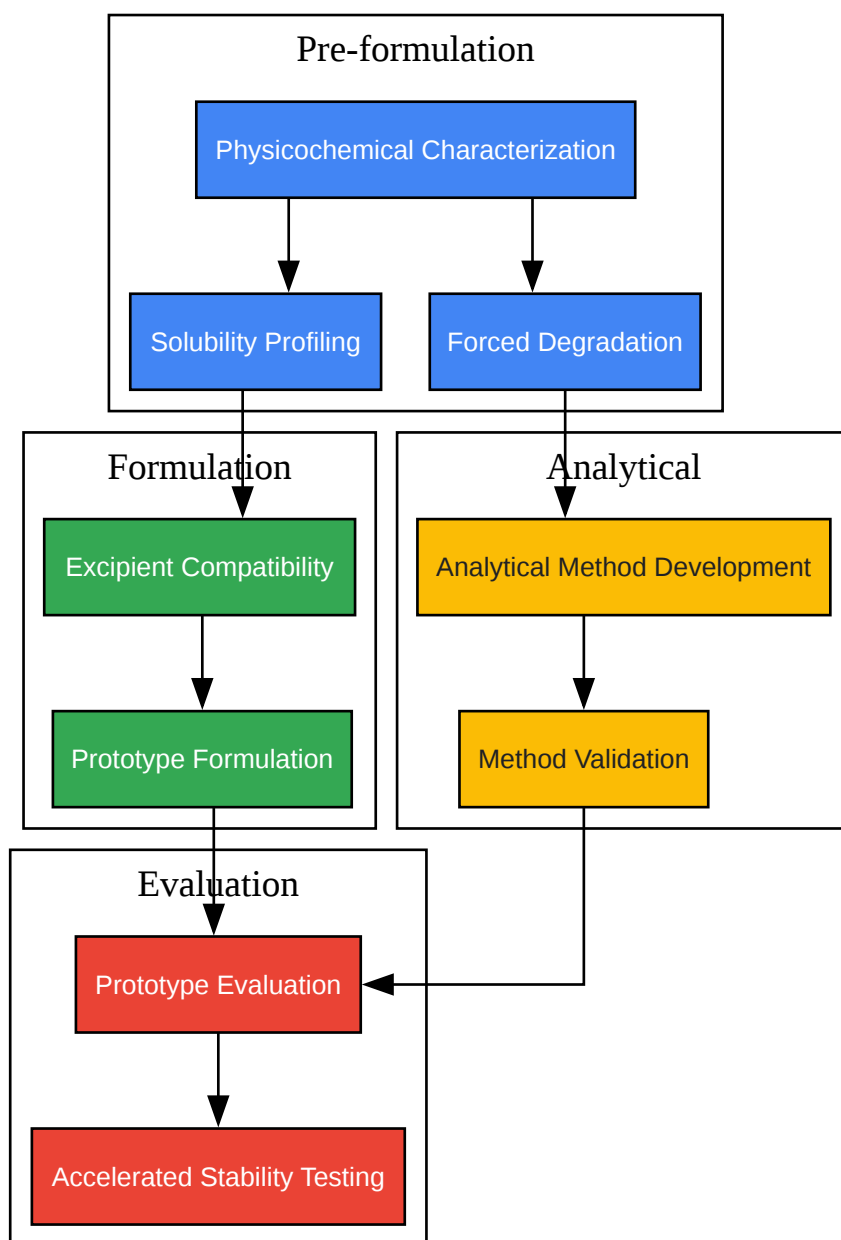 Pre-formulation
Physicochemical Characterization
Solubility Profiling
Forced Degradation
Formulation
Analytical
Excipient Compatibility
Analytical Method Development
Prototype Formulation
Method Validation
Evaluation
Prototype Evaluation
Accelerated Stability Testing